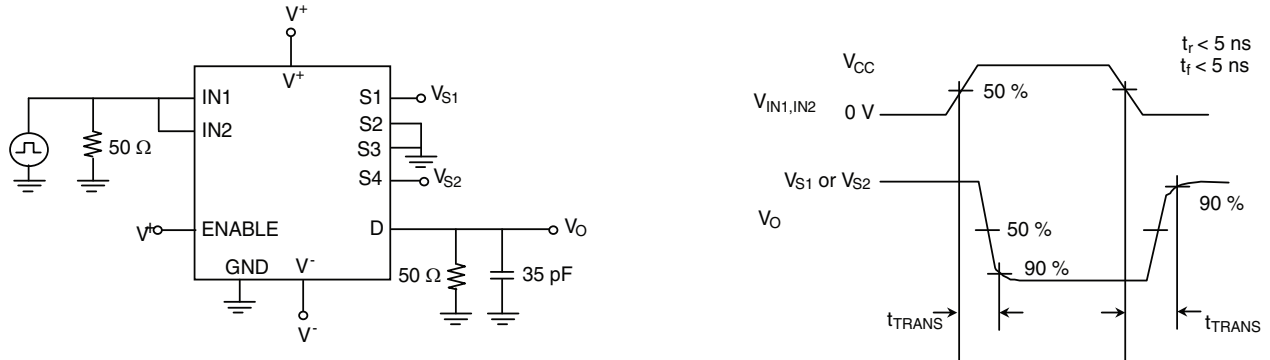 V+
V+
IN1
IN2
50 Ω
S1
VS1
S2
S3
S4
VS2
V+
ENABLE
D
VO
GND
V-
50 Ω
35 pF
V-
tr < 5 ns
tf < 5 ns
VCC
VIN1,IN2
0 V
50 %
VS1 or VS2
VO
50 %
90 %
90 %
tTRANS
tTRANS